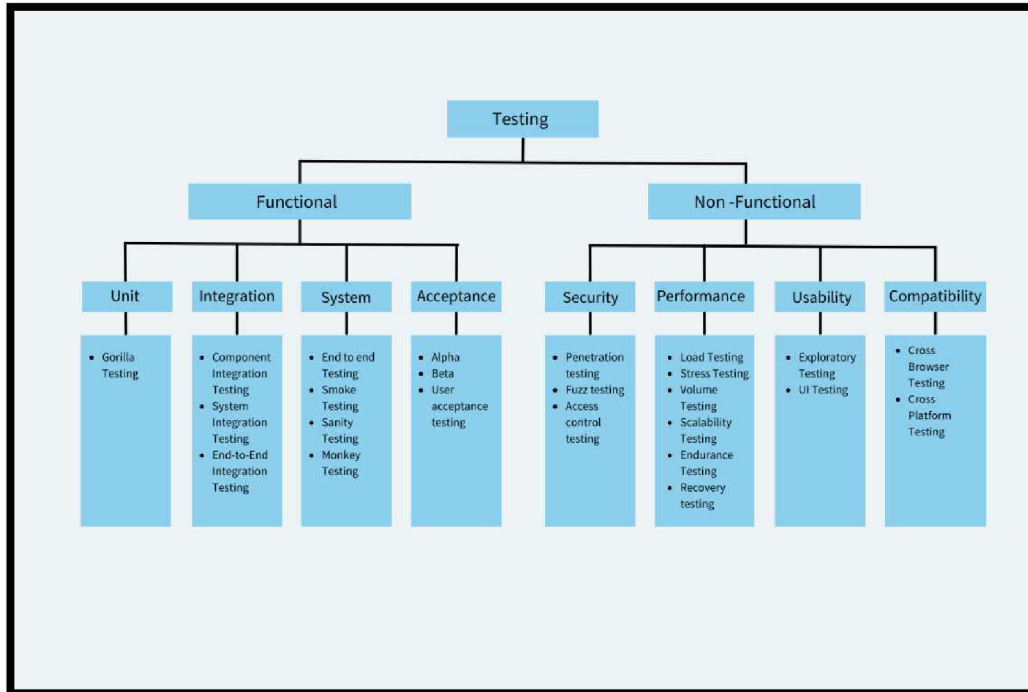 Testing
Functional
Non -Functional
Unit
Integration
System
Acceptance
Security
Performance
Usability
Compatibility
• Gorilla
Testing
• Component
Integration
Testing
• System
Integration
Testing
• End-to-End
Integration
Testing
• End to end
Testing
• Smoke
Testing
• Sanity
Testing
• Monkey
Testing
• Alpha
• Beta
• User
acceptance
testing
• Penetration
testing
• Fuzz testing
• Access
control
testing
• Load Testing
• Stress Testing
• Volume
Testing
• Scalability
Testing
• Endurance
Testing
• Recovery
testing
• Exploratory
Testing
• UI Testing
• Cross
Browser
Testing
• Cross
Platform
Testing